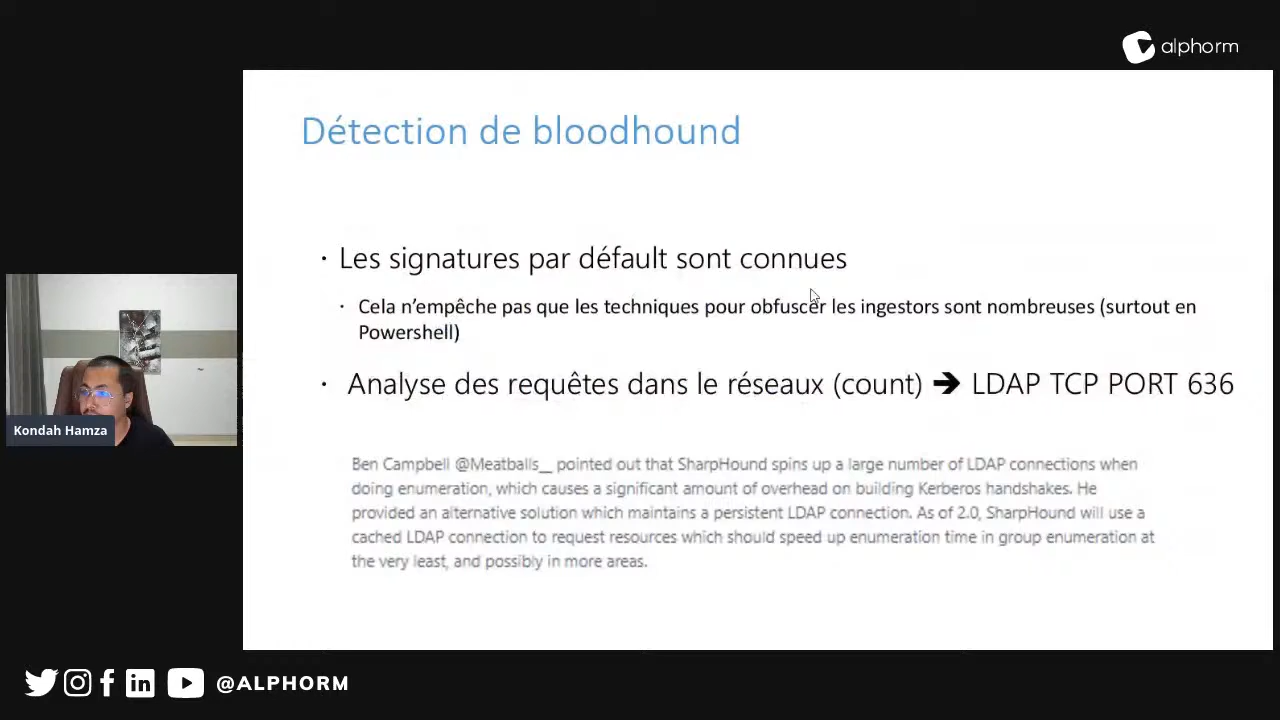 alphorm
Détection de bloodhound
• Les signatures par défault sont connues
• Cela n'empêche pas que les techniques pour obfuscer les ingestors sont nombreuses (surtout en
Powershell)
• Analyse des requêtes dans le réseaux (count) 🡪 LDAP TCP PORT 636
Ben Campbell @Meatballs__ pointed out that SharpHound spins up a large number of LDAP connections when
doing enumeration, which causes a significant amount of overhead on building Kerberos handshakes. He
provided an alternative solution which maintains a persistent LDAP connection. As of 2.0, SharpHound will use a
cached LDAP connection to request resources which should speed up enumeration time in group enumeration at
the very least, and possibly in more areas.
Kondah Hamza
@ALPHORM